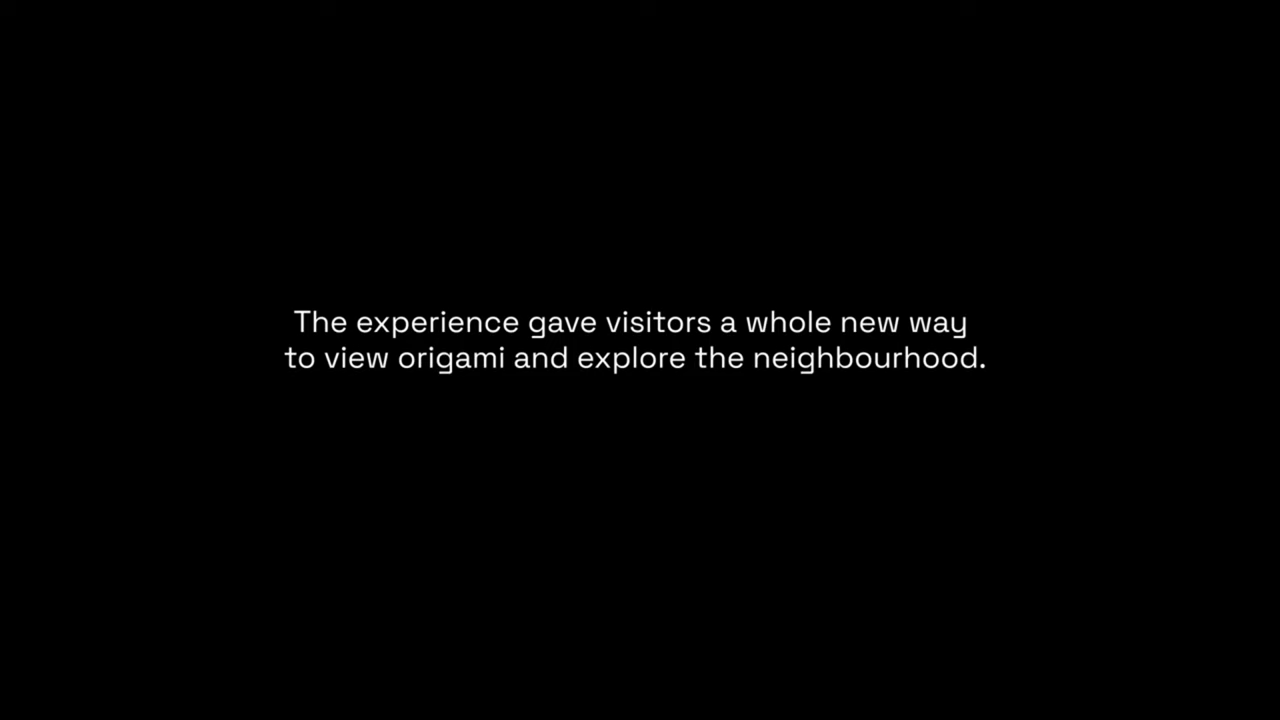 The experience gave visitors a whole new way
to view origami and explore the neighbourhood.